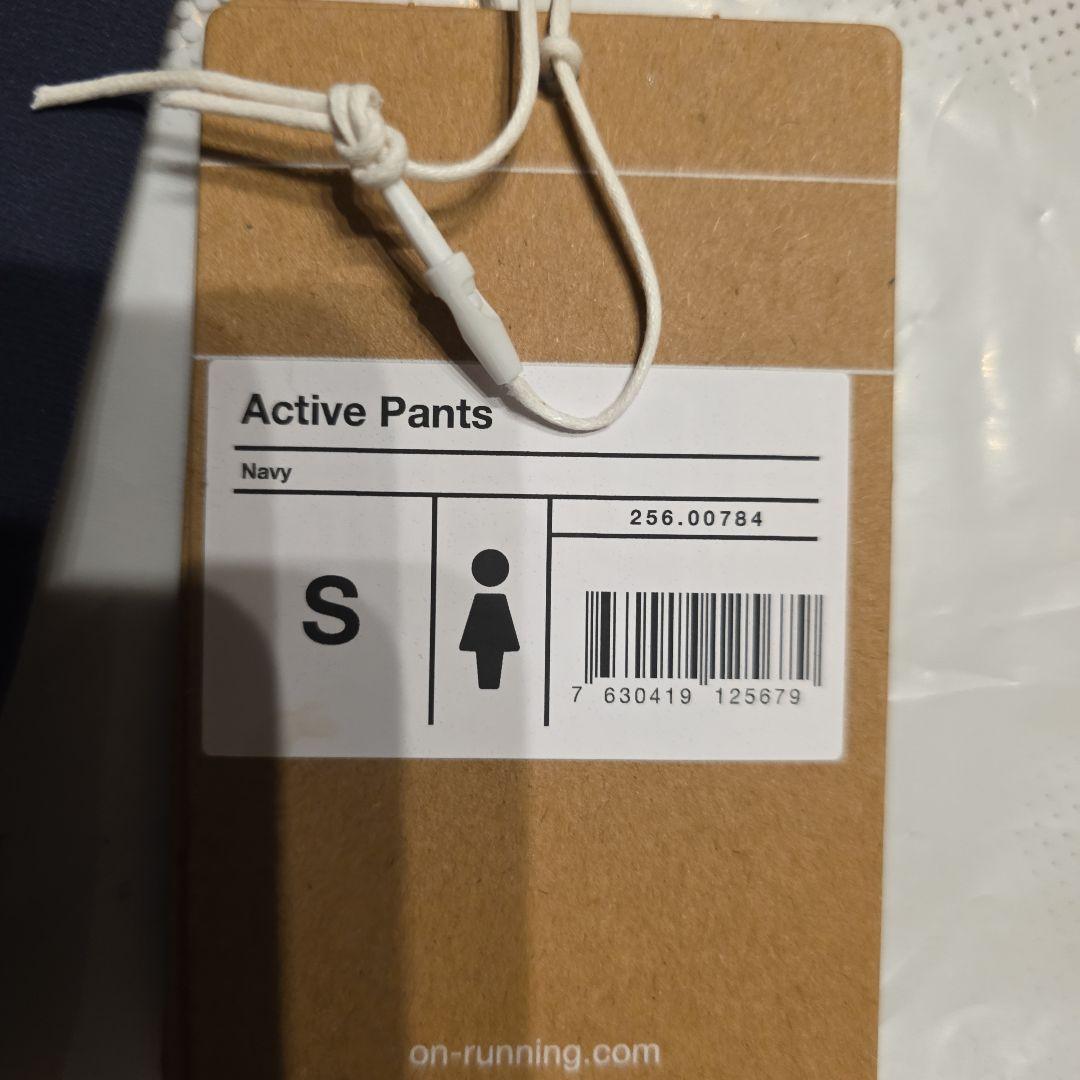 Active Pants
Navy
256.00784
S
7 630419 125679
on-running.com